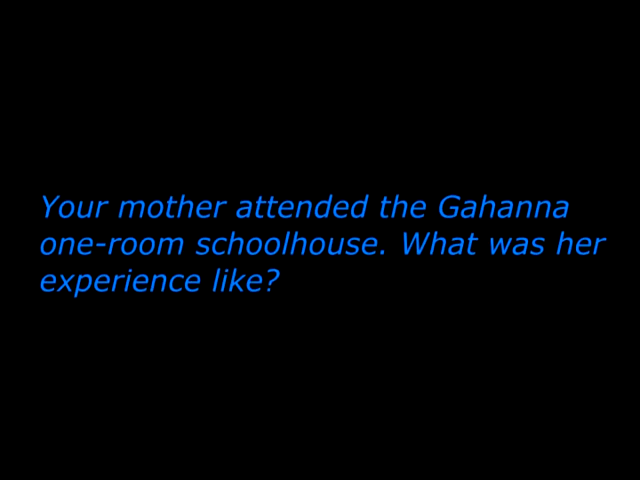 Your mother attended the Gahanna
one-room schoolhouse. What was her
experience like?